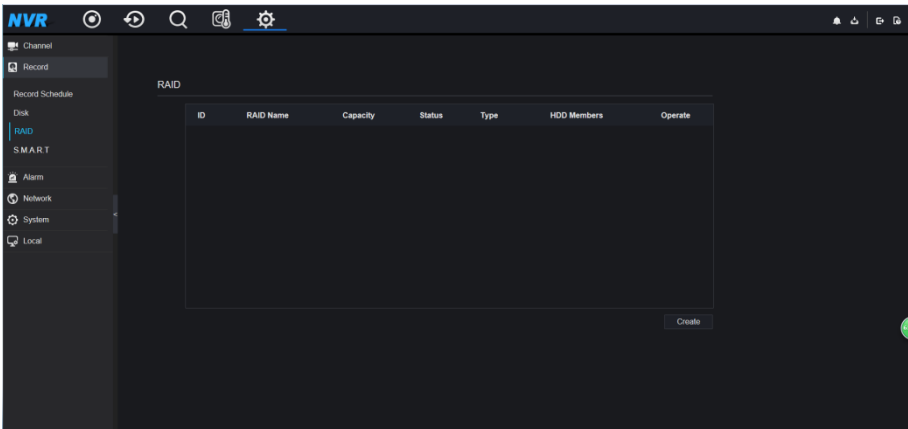 NVR
Channel
Record
Record Schedule
Disk
RAID
S.M.A.R.T
Alarm
Network
System
Local
RAID
ID RAID Name Capacity Status Type HDD Members Operate
Create